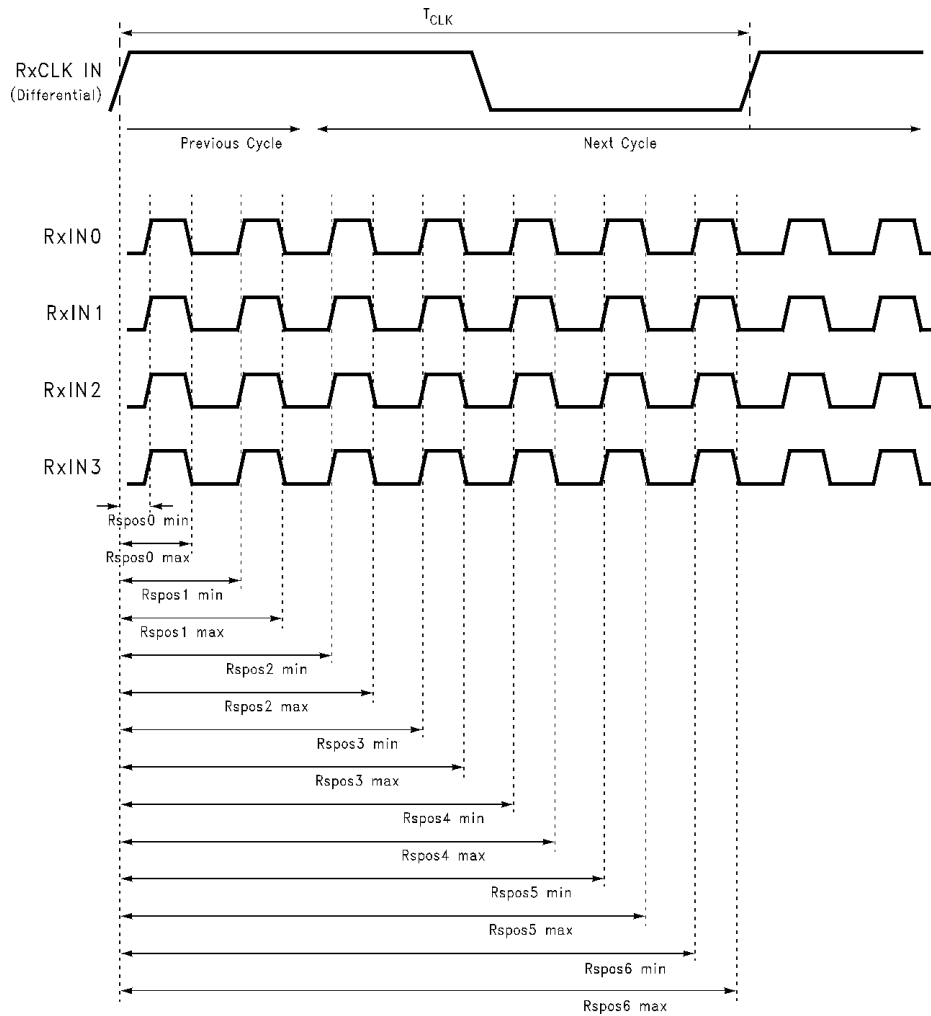 T_CLK
RxCLK IN
(Differential)
Previous Cycle
Next Cycle
RxIN0
RxIN1
RxIN2
RxIN3
Rspos0 min
Rspos0 max
Rspos1 min
Rspos1 max
Rspos2 min
Rspos2 max
Rspos3 min
Rspos3 max
Rspos4 min
Rspos4 max
Rspos5 min
Rspos5 max
Rspos6 min
Rspos6 max